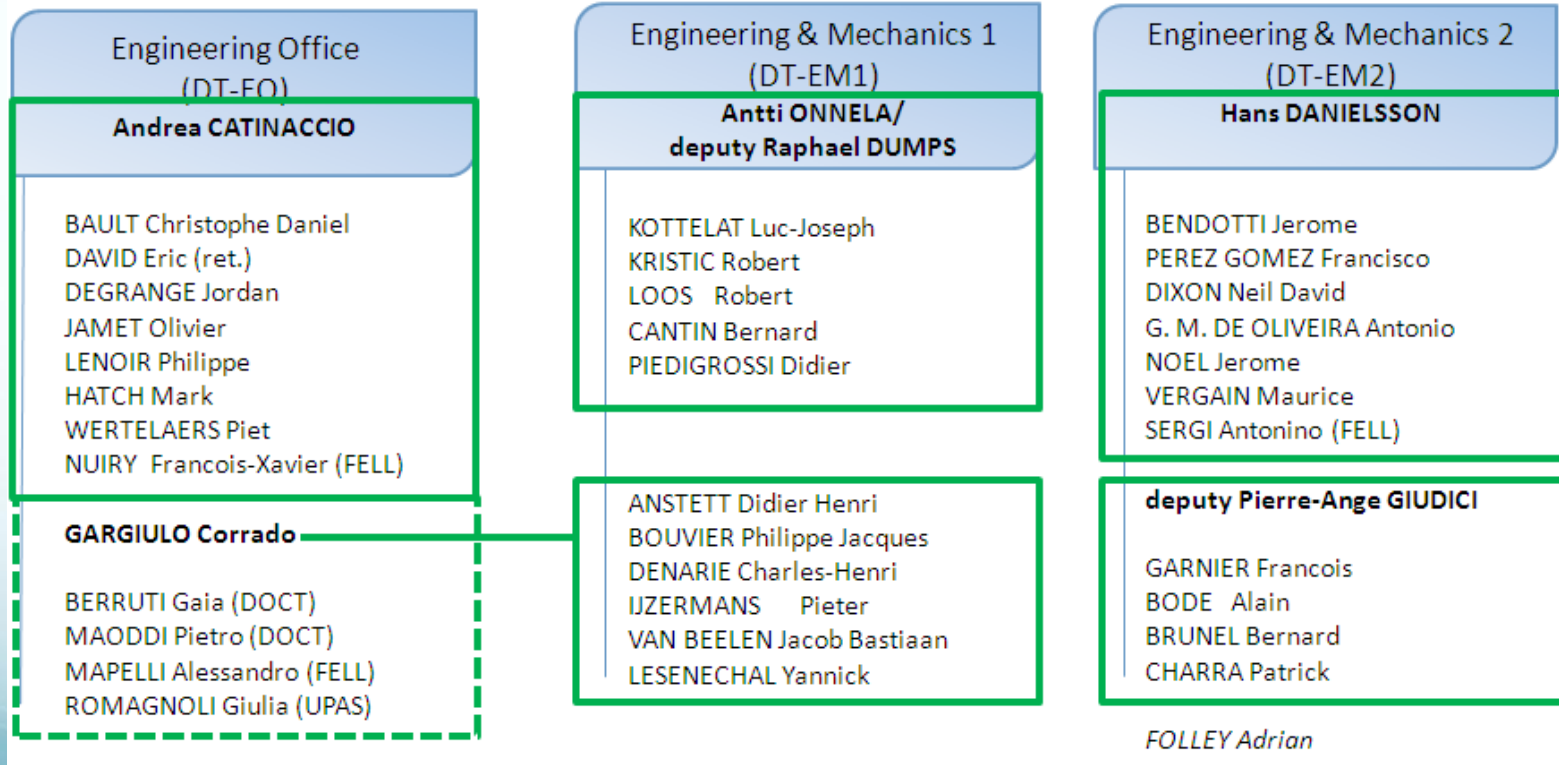 Engineering Office
(DT-EO)
Andrea CATINACCIO
BAULT Christophe Daniel
DAVID Eric (ret.)
DEGRANGE Jordan
JAMET Olivier
LENOIR Philippe
HATCH Mark
WERTELAERS Piet
NUIRY Francois-Xavier (FELL)
GARGIULO Corrado
BERRUTI Gaia (DOCT)
MAODDI Pietro (DOCT)
MAPELLI Alessandro (FELL)
ROMAGNOLI Giulia (UPAS)
Engineering & Mechanics 1
(DT-EM1)
Antti ONNELA/
deputy Raphael DUMPS
KOTTELAT Luc-Joseph
KRISTIC Robert
LOOS Robert
CANTIN Bernard
PIEDIGROSSI Didier
ANSTETT Didier Henri
BOUVIER Philippe Jacques
DENARIE Charles-Henri
IJZERMANS Pieter
VAN BEELEN Jacob Bastiaan
LESENECHAL Yannick
Engineering & Mechanics 2
(DT-EM2)
Hans DANIELSSON
BENDOTTI Jerome
PEREZ GOMEZ Francisco
DIXON Neil David
G. M. DE OLIVEIRA Antonio
NOEL Jerome
VERGAIN Maurice
SERGI Antonino (FELL)
deputy Pierre-Ange GIUDICI
GARNIER Francois
BODE Alain
BRUNEL Bernard
CHARRA Patrick
FOLLEY Adrian